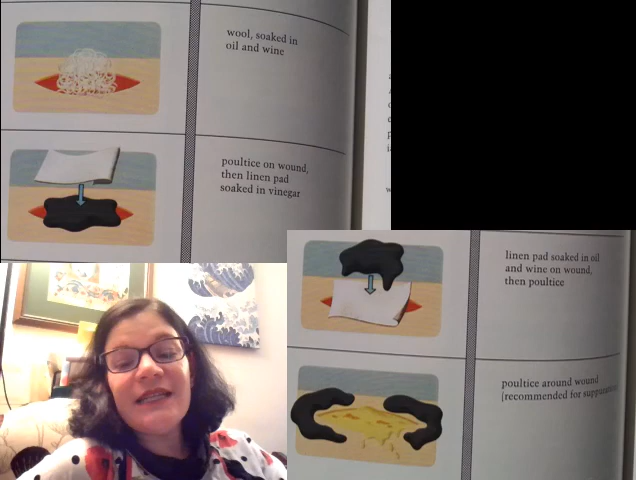 wool, soaked in
oil and wine
poultice on wound,
then linen pad
soaked in vinegar
linen pad soaked in oil
and wine on wound,
then poultice
poultice around wound
(recommended for